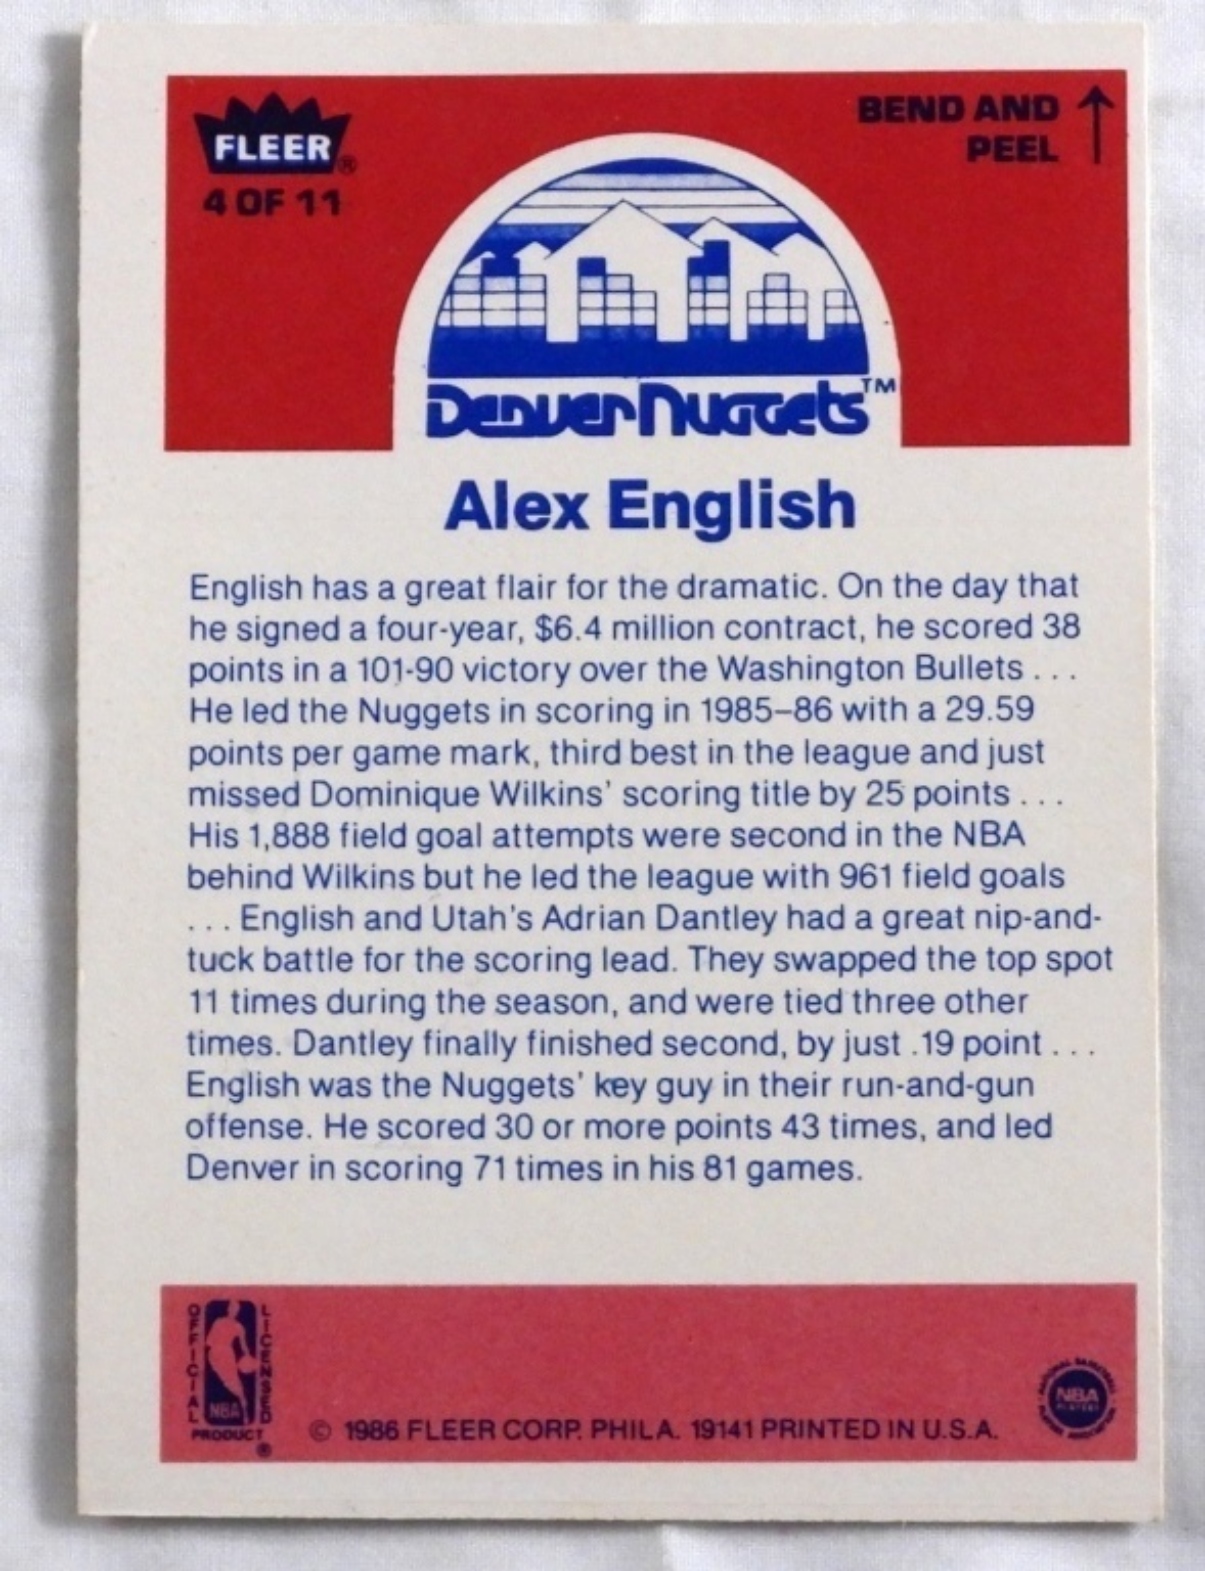 FLEER®
4 OF 11
BEND AND
PEEL
Denver Nuggets™
Alex English
English has a great flair for the dramatic. On the day that
he signed a four-year, $6.4 million contract, he scored 38
points in a 101-90 victory over the Washington Bullets . . .
He led the Nuggets in scoring in 1985–86 with a 29.59
points per game mark, third best in the league and just
missed Dominique Wilkins' scoring title by 25 points . . .
His 1,888 field goal attempts were second in the NBA
behind Wilkins but he led the league with 961 field goals
. . . English and Utah's Adrian Dantley had a great nip-and-
tuck battle for the scoring lead. They swapped the top spot
11 times during the season, and were tied three other
times. Dantley finally finished second, by just .19 point . . .
English was the Nuggets' key guy in their run-and-gun
offense. He scored 30 or more points 43 times, and led
Denver in scoring 71 times in his 81 games.
OFFICIAL
LICENSED
NBA
PRODUCT
®
© 1986 FLEER CORP. PHILA. 19141 PRINTED IN U.S.A.
NBA
PLAYERS